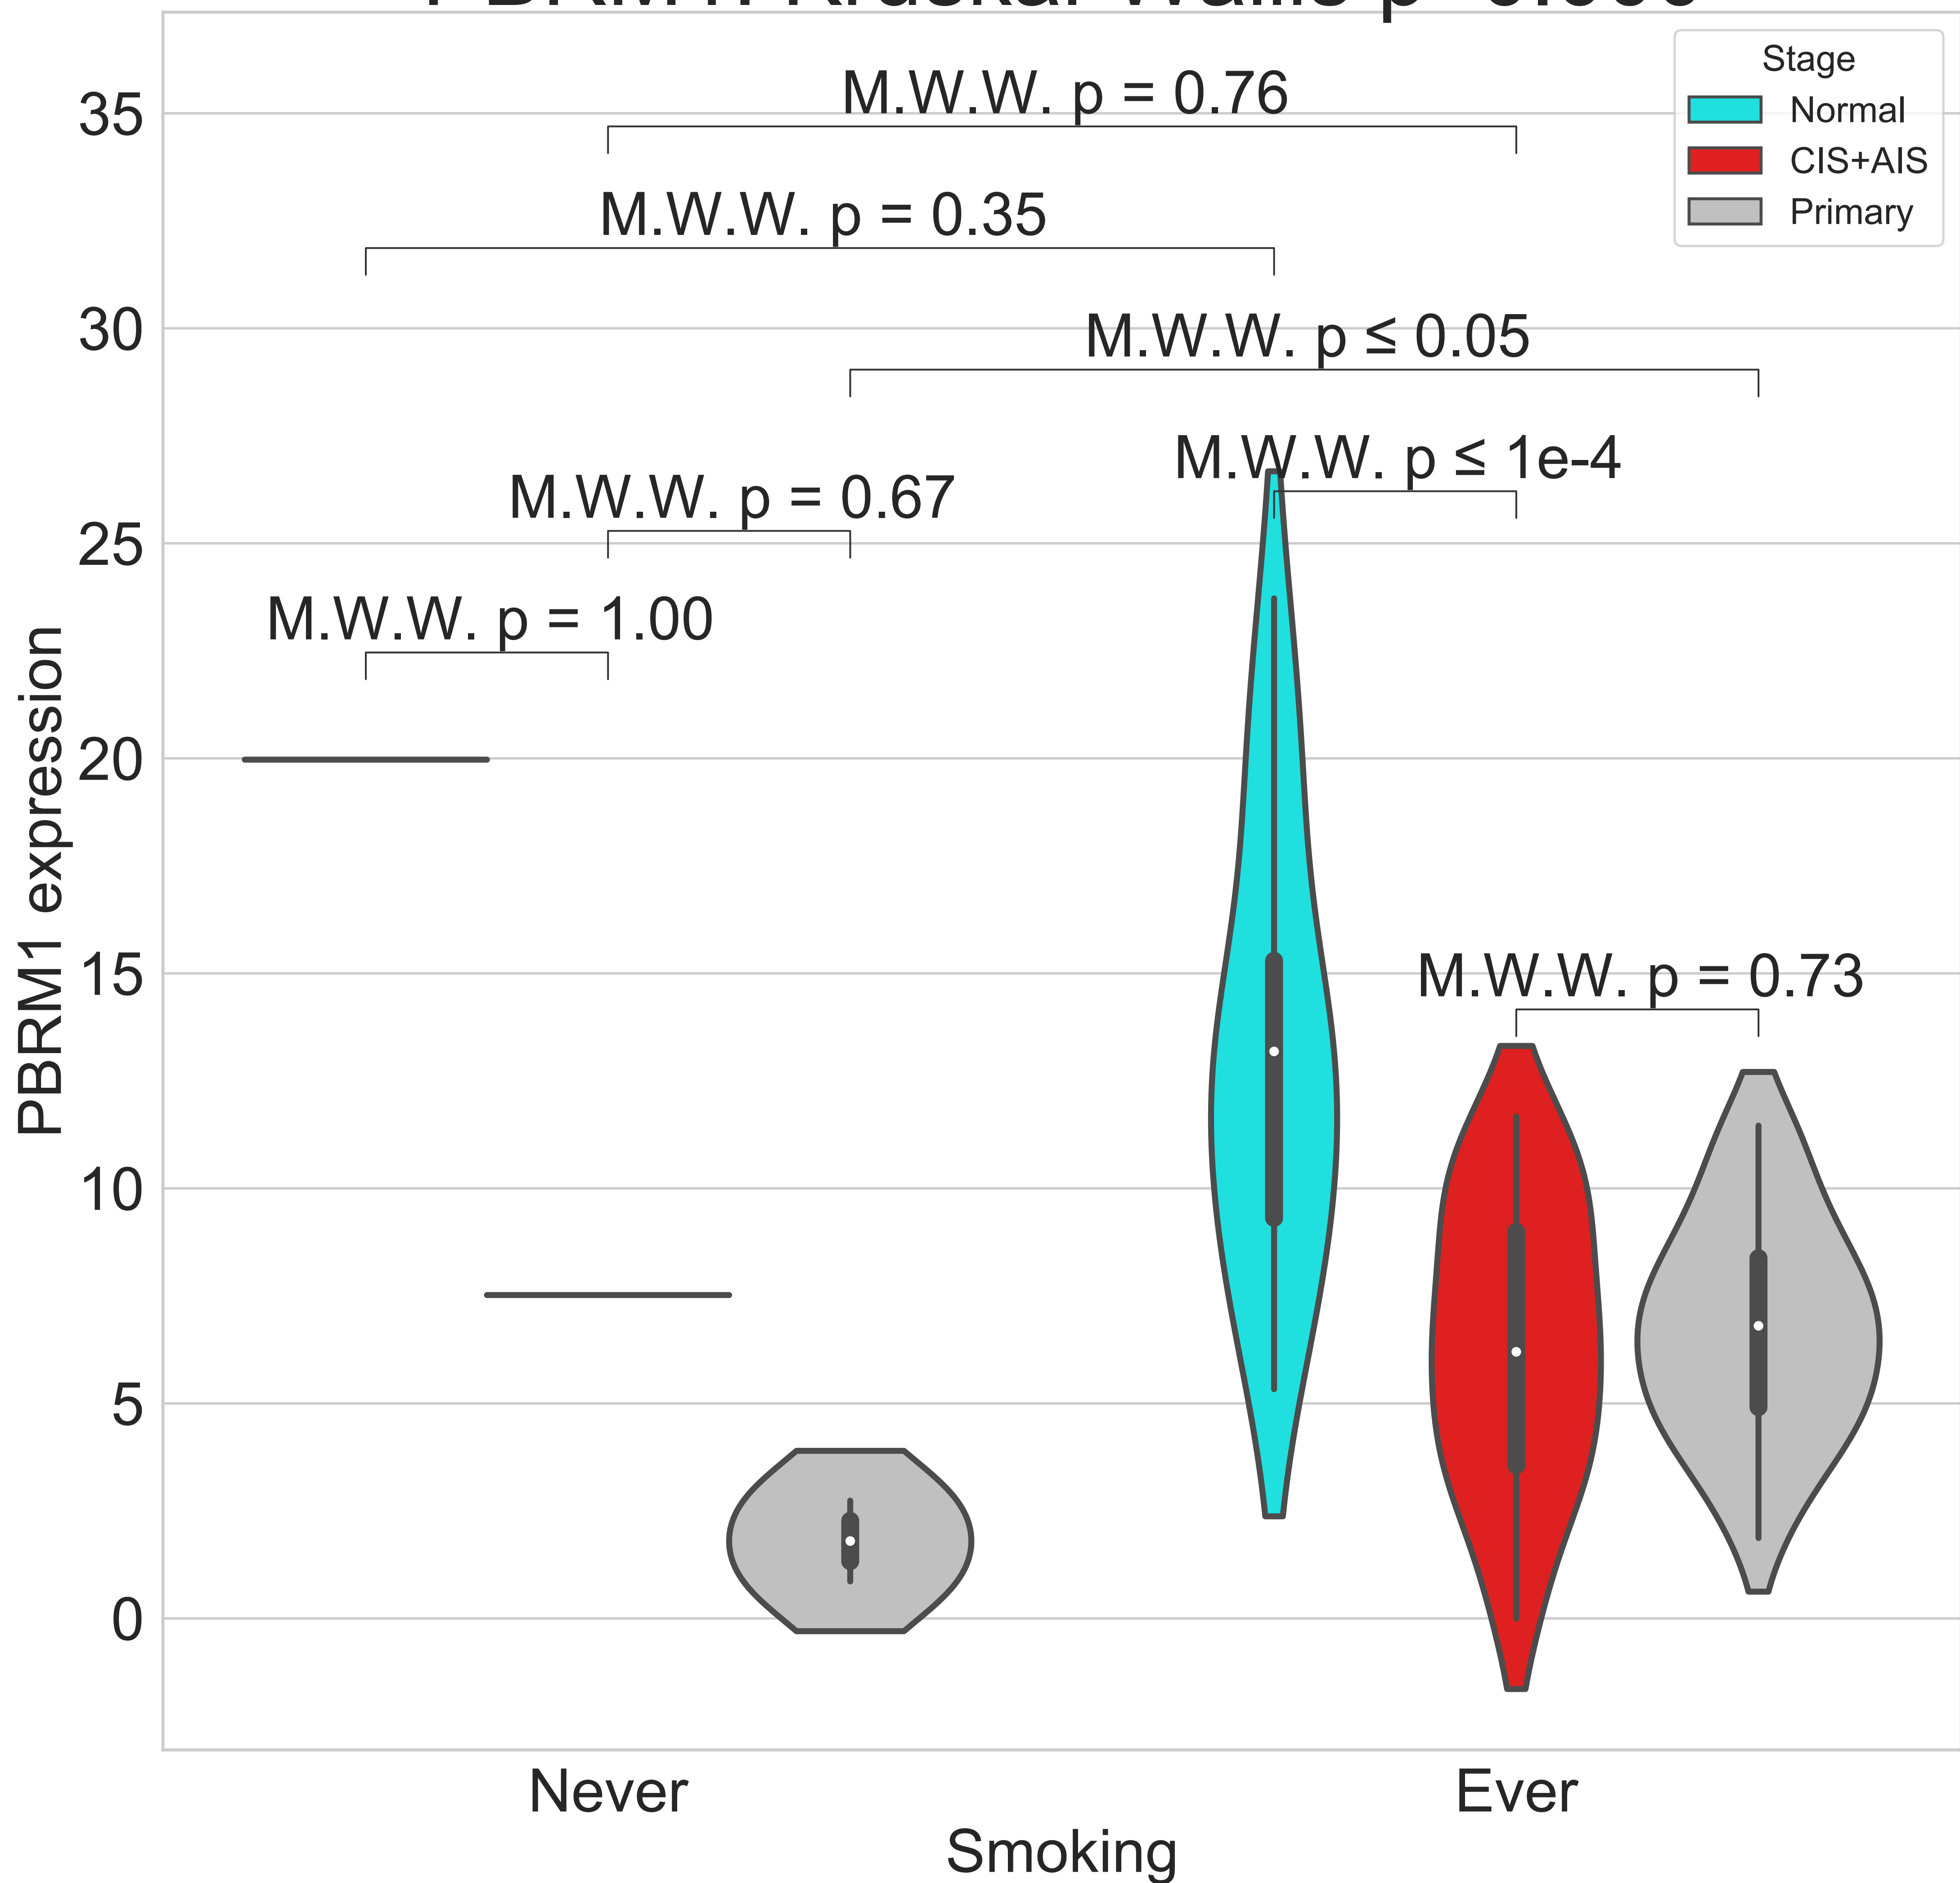 Stage
Normal
CIS+AIS
Primary
M.W.W. p = 0.76
M.W.W. p = 0.35
M.W.W. p ≤ 0.05
M.W.W. p ≤ 1e-4
M.W.W. p = 0.67
M.W.W. p = 1.00
M.W.W. p = 0.73
35
30
25
20
15
10
5
0
PBRM1 expression
Never
Ever
Smoking